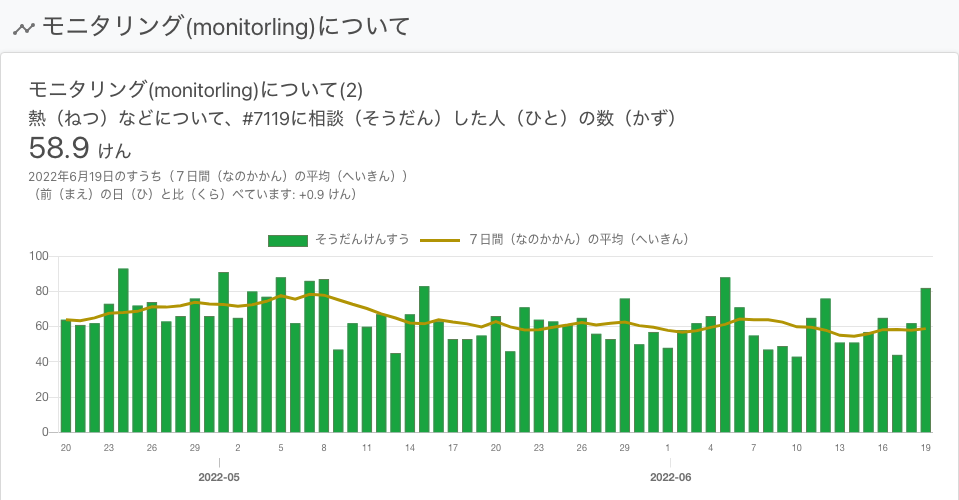 モニタリング(monitorling)について
モニタリング(monitorling)について(2)
熱（ねつ）などについて、#7119に相談（そうだん）した人（ひと）の数（かず）
58.9 けん
2022年6月19日のすうち（７日間（なのかかん）の平均（へいきん））
（前（まえ）の日（ひ）と比（くら）べています: +0.9 けん）
そうだんけんすう ７日間（なのかかん）の平均（へいきん）
100
80
60
40
20
0
20 23 26 29 2 5 8 11 14 17 20 23 26 29 1 4 7 10 13 16 19
2022-05 2022-06